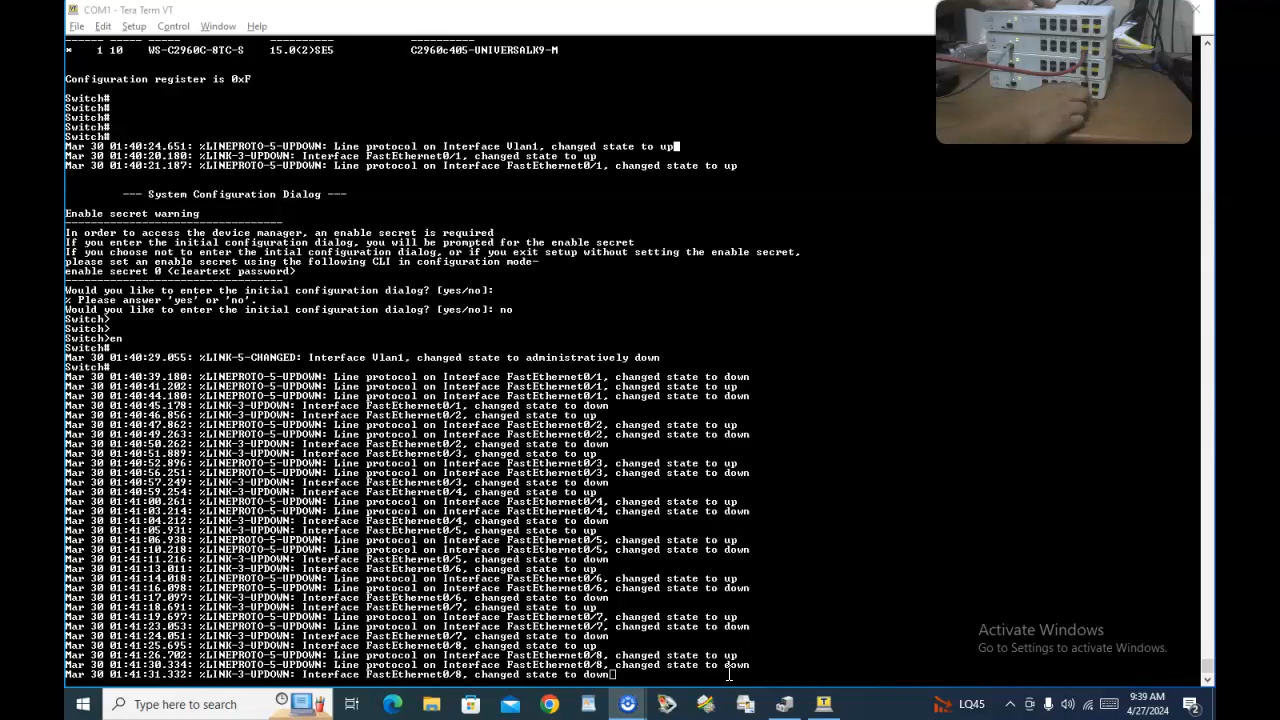 COM1 - Tera Term VT
File Edit Setup Control Window Help
------ ----- ----- ---------- ----------
* 1 10 WS-C2960C-8TC-S 15.0(2)SE5 C2960c405-UNIVERSALK9-M
Configuration register is 0xF
Switch#
Switch#
Switch#
Switch#
Switch#
Mar 30 01:40:24.651: %LINEPROTO-5-UPDOWN: Line protocol on Interface Vlan1, changed state to up
Mar 30 01:40:20.180: %LINK-3-UPDOWN: Interface FastEthernet0/1, changed state to up
Mar 30 01:40:21.187: %LINEPROTO-5-UPDOWN: Line protocol on Interface FastEthernet0/1, changed state to up
--- System Configuration Dialog ---
Enable secret warning
----------------------------------
In order to access the device manager, an enable secret is required
If you enter the initial configuration dialog, you will be prompted for the enable secret
If you choose not to enter the intial configuration dialog, or if you exit setup without setting the enable secret,
please set an enable secret using the following CLI in configuration mode-
enable secret 0 <cleartext password>
----------------------------------
Would you like to enter the initial configuration dialog? [yes/no]:
% Please answer 'yes' or 'no'.
Would you like to enter the initial configuration dialog? [yes/no]: no
Switch>
Switch>
Switch>en
Switch#
Mar 30 01:40:29.055: %LINK-5-CHANGED: Interface Vlan1, changed state to administratively down
Switch#
Mar 30 01:40:39.180: %LINEPROTO-5-UPDOWN: Line protocol on Interface FastEthernet0/1, changed state to down
Mar 30 01:40:41.202: %LINEPROTO-5-UPDOWN: Line protocol on Interface FastEthernet0/1, changed state to up
Mar 30 01:40:44.180: %LINEPROTO-5-UPDOWN: Line protocol on Interface FastEthernet0/1, changed state to down
Mar 30 01:40:45.178: %LINK-3-UPDOWN: Interface FastEthernet0/1, changed state to down
Mar 30 01:40:46.856: %LINK-3-UPDOWN: Interface FastEthernet0/2, changed state to up
Mar 30 01:40:47.862: %LINEPROTO-5-UPDOWN: Line protocol on Interface FastEthernet0/2, changed state to up
Mar 30 01:40:49.263: %LINEPROTO-5-UPDOWN: Line protocol on Interface FastEthernet0/2, changed state to down
Mar 30 01:40:50.262: %LINK-3-UPDOWN: Interface FastEthernet0/2, changed state to down
Mar 30 01:40:51.889: %LINK-3-UPDOWN: Interface FastEthernet0/3, changed state to up
Mar 30 01:40:52.896: %LINEPROTO-5-UPDOWN: Line protocol on Interface FastEthernet0/3, changed state to up
Mar 30 01:40:56.251: %LINEPROTO-5-UPDOWN: Line protocol on Interface FastEthernet0/3, changed state to down
Mar 30 01:40:57.249: %LINK-3-UPDOWN: Interface FastEthernet0/3, changed state to down
Mar 30 01:40:59.254: %LINK-3-UPDOWN: Interface FastEthernet0/4, changed state to up
Mar 30 01:41:00.261: %LINEPROTO-5-UPDOWN: Line protocol on Interface FastEthernet0/4, changed state to up
Mar 30 01:41:03.214: %LINEPROTO-5-UPDOWN: Line protocol on Interface FastEthernet0/4, changed state to down
Mar 30 01:41:04.212: %LINK-3-UPDOWN: Interface FastEthernet0/4, changed state to down
Mar 30 01:41:05.931: %LINK-3-UPDOWN: Interface FastEthernet0/5, changed state to up
Mar 30 01:41:06.938: %LINEPROTO-5-UPDOWN: Line protocol on Interface FastEthernet0/5, changed state to up
Mar 30 01:41:10.218: %LINEPROTO-5-UPDOWN: Line protocol on Interface FastEthernet0/5, changed state to down
Mar 30 01:41:11.216: %LINK-3-UPDOWN: Interface FastEthernet0/5, changed state to down
Mar 30 01:41:13.011: %LINK-3-UPDOWN: Interface FastEthernet0/6, changed state to up
Mar 30 01:41:14.018: %LINEPROTO-5-UPDOWN: Line protocol on Interface FastEthernet0/6, changed state to up
Mar 30 01:41:16.098: %LINEPROTO-5-UPDOWN: Line protocol on Interface FastEthernet0/6, changed state to down
Mar 30 01:41:17.097: %LINK-3-UPDOWN: Interface FastEthernet0/6, changed state to down
Mar 30 01:41:18.691: %LINK-3-UPDOWN: Interface FastEthernet0/7, changed state to up
Mar 30 01:41:19.697: %LINEPROTO-5-UPDOWN: Line protocol on Interface FastEthernet0/7, changed state to up
Mar 30 01:41:23.053: %LINEPROTO-5-UPDOWN: Line protocol on Interface FastEthernet0/7, changed state to down
Mar 30 01:41:24.051: %LINK-3-UPDOWN: Interface FastEthernet0/7, changed state to down
Mar 30 01:41:25.695: %LINK-3-UPDOWN: Interface FastEthernet0/8, changed state to up
Mar 30 01:41:26.702: %LINEPROTO-5-UPDOWN: Line protocol on Interface FastEthernet0/8, changed state to up
Mar 30 01:41:30.334: %LINEPROTO-5-UPDOWN: Line protocol on Interface FastEthernet0/8, changed state to down
Mar 30 01:41:31.332: %LINK-3-UPDOWN: Interface FastEthernet0/8, changed state to down
Activate Windows
Go to Settings to activate Windows.
Type here to search
LQ45
9:39 AM
4/27/2024
2